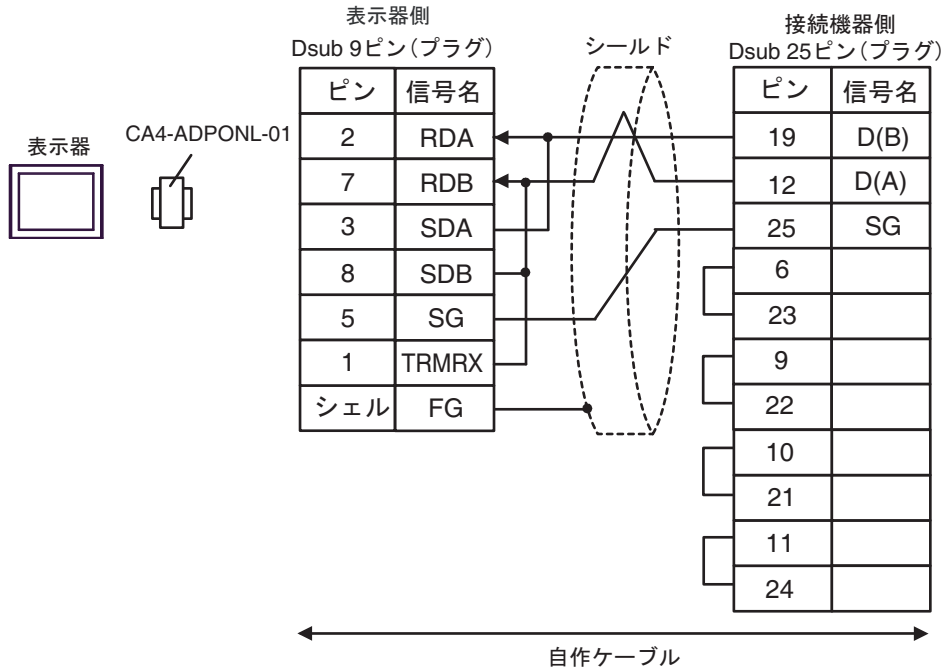 表示器側
Dsub 9ピン(プラグ)
シールド
接続機器側
Dsub 25ピン(プラグ)
表示器
CA4-ADPONL-01
ピン 信号名
2 RDA
7 RDB
3 SDA
8 SDB
5 SG
1 TRMRX
シェル FG
ピン 信号名
19 D(B)
12 D(A)
25 SG
6
23
9
22
10
21
11
24
自作ケーブル